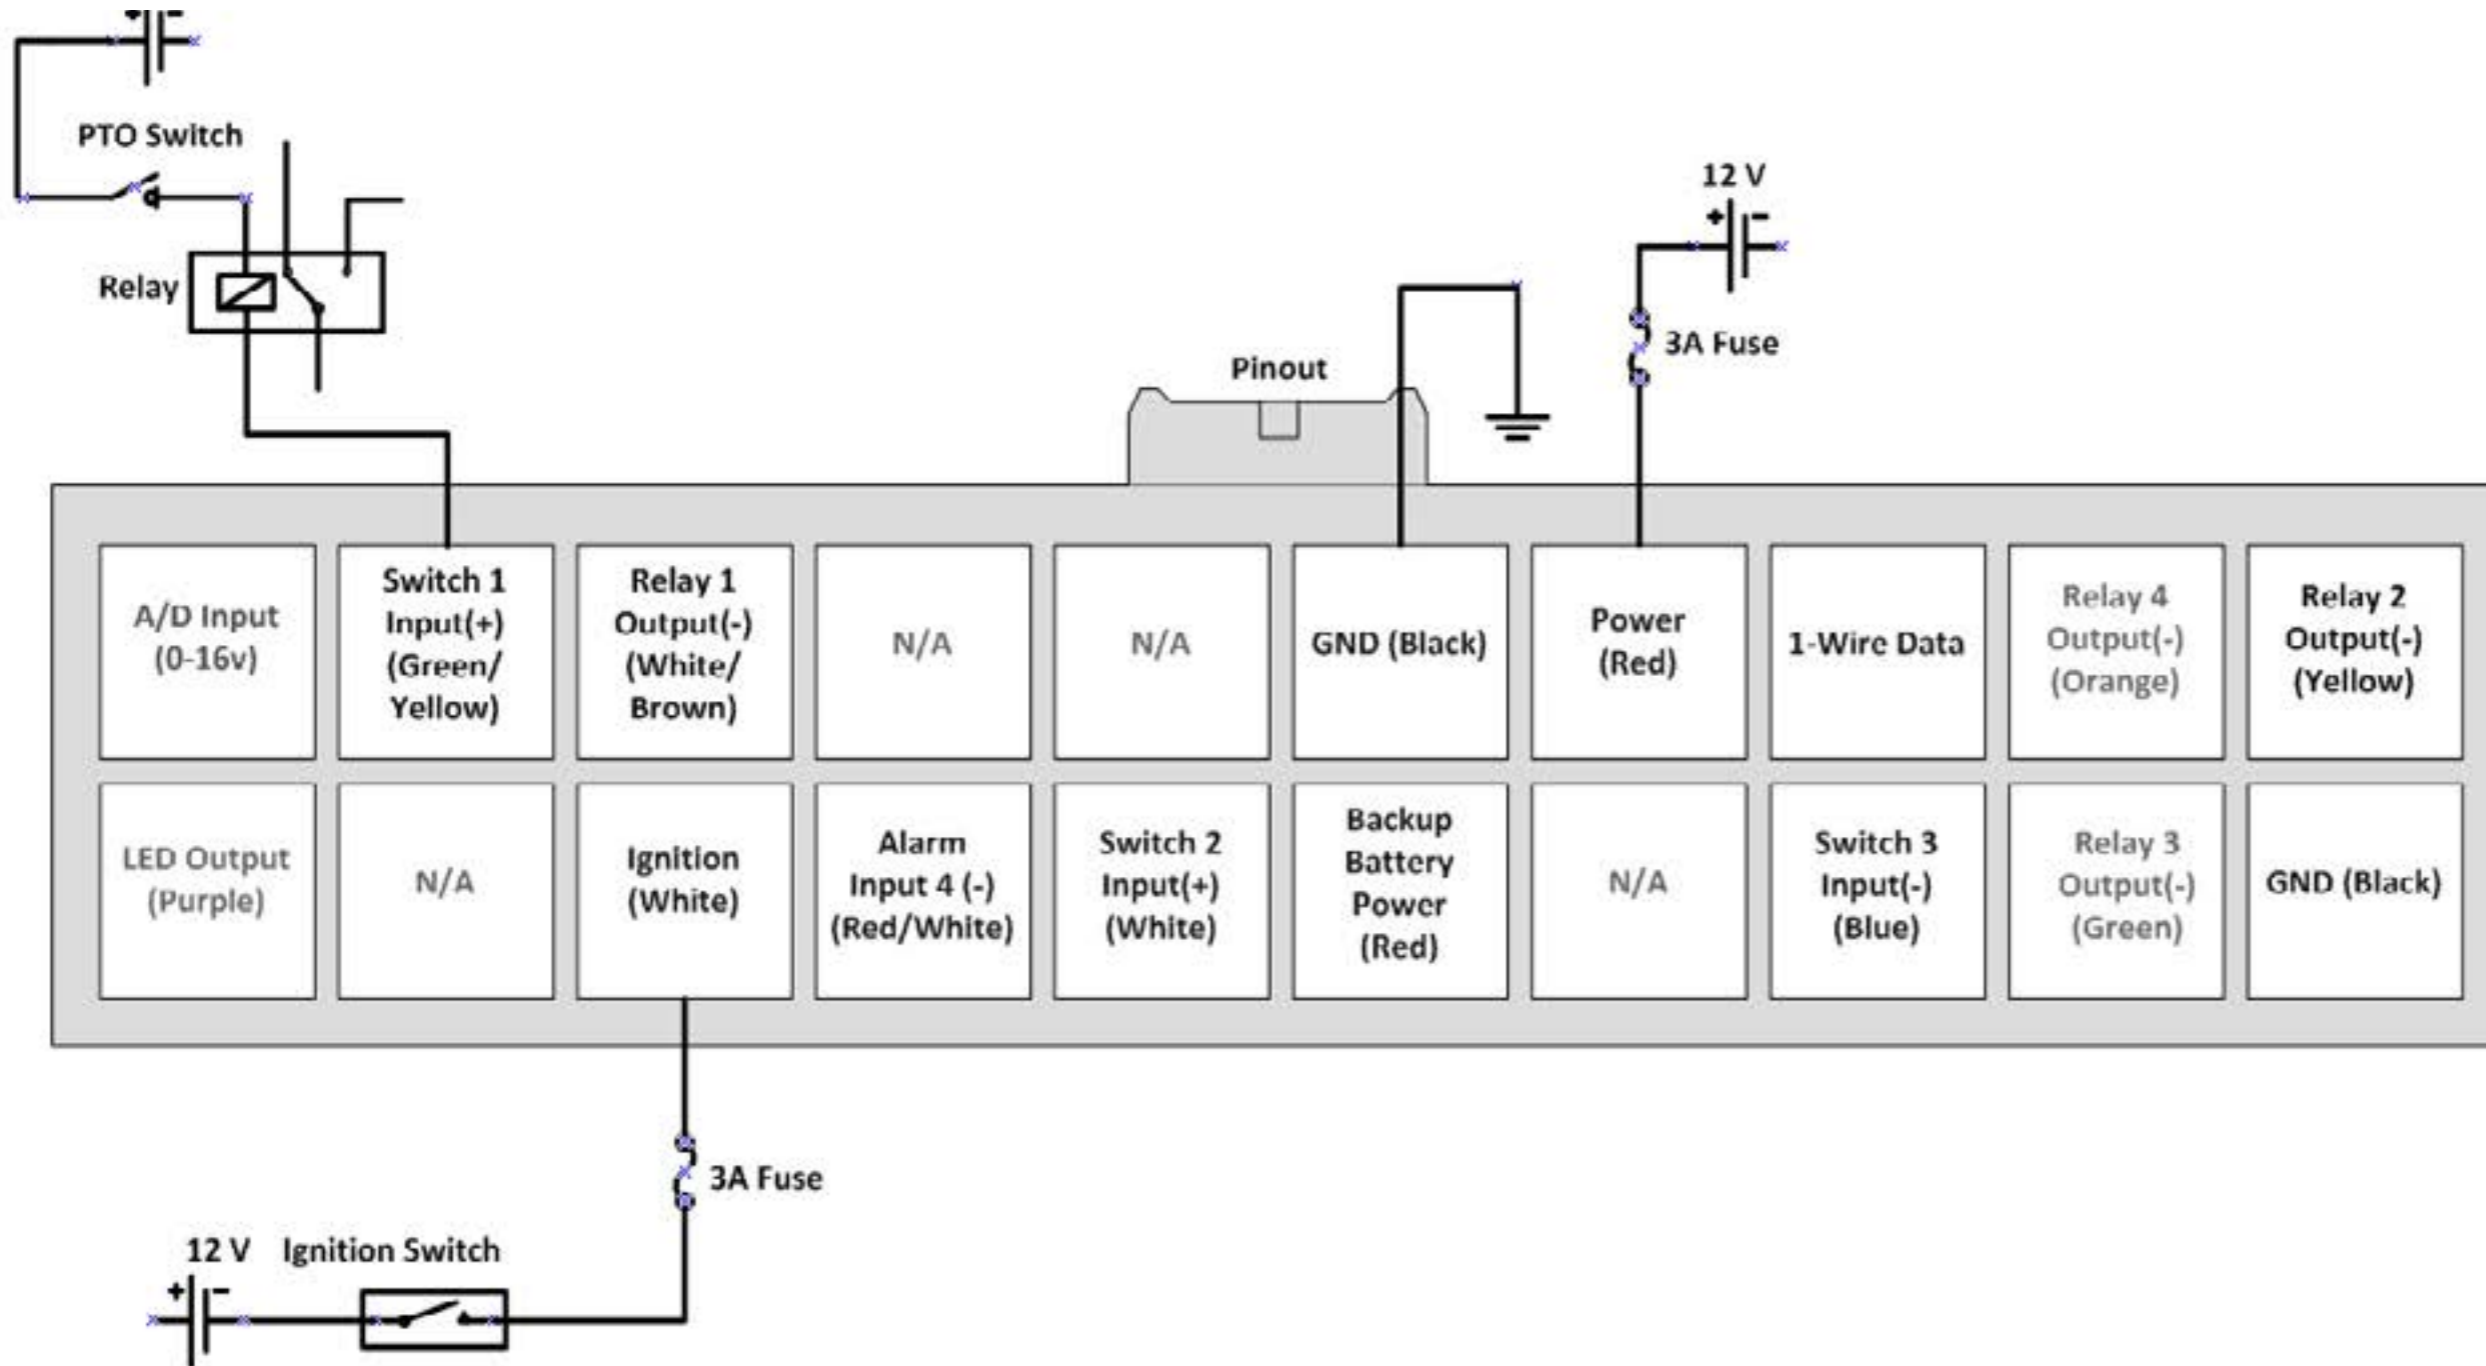 + -
PTO Switch
Relay
12 V
+ -
3A Fuse
Pinout
A/D Input
(0-16v)
Switch 1
Input(+)
(Green/
Yellow)
Relay 1
Output(-)
(White/
Brown)
N/A
N/A
GND (Black)
Power
(Red)
1-Wire Data
Relay 4
Output(-)
(Orange)
Relay 2
Output(-)
(Yellow)
LED Output
(Purple)
N/A
Ignition
(White)
Alarm
Input 4 (-)
(Red/White)
Switch 2
Input(+)
(White)
Backup
Battery
Power
(Red)
N/A
Switch 3
Input(-)
(Blue)
Relay 3
Output(-)
(Green)
GND (Black)
3A Fuse
12 V
Ignition Switch
+ -